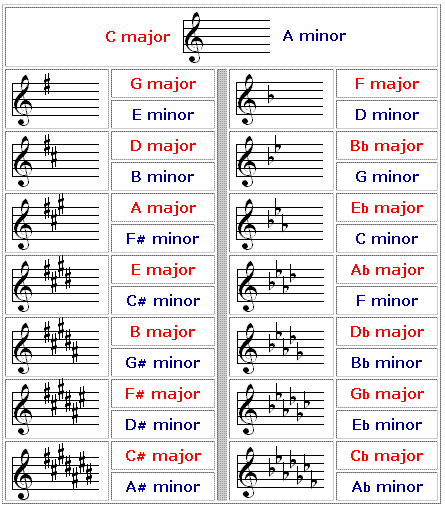 C major A minor
G major F major
E minor D minor
D major Bb major
B minor G minor
A major Eb major
F# minor C minor
E major Ab major
C# minor F minor
B major Db major
G# minor Bb minor
F# major Gb major
D# minor Eb minor
C# major Cb major
A# minor Ab minor